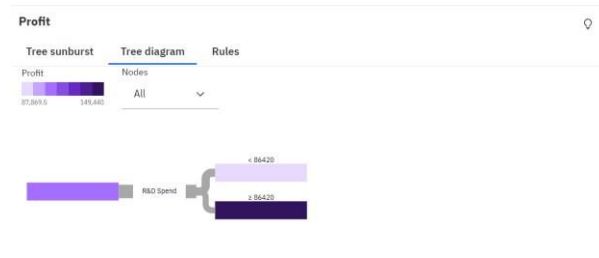 Profit
Tree sunburst Tree diagram Rules
Profit Nodes
All
87,869.5 149,440
< 86420
R&D Spend
≥ 86420